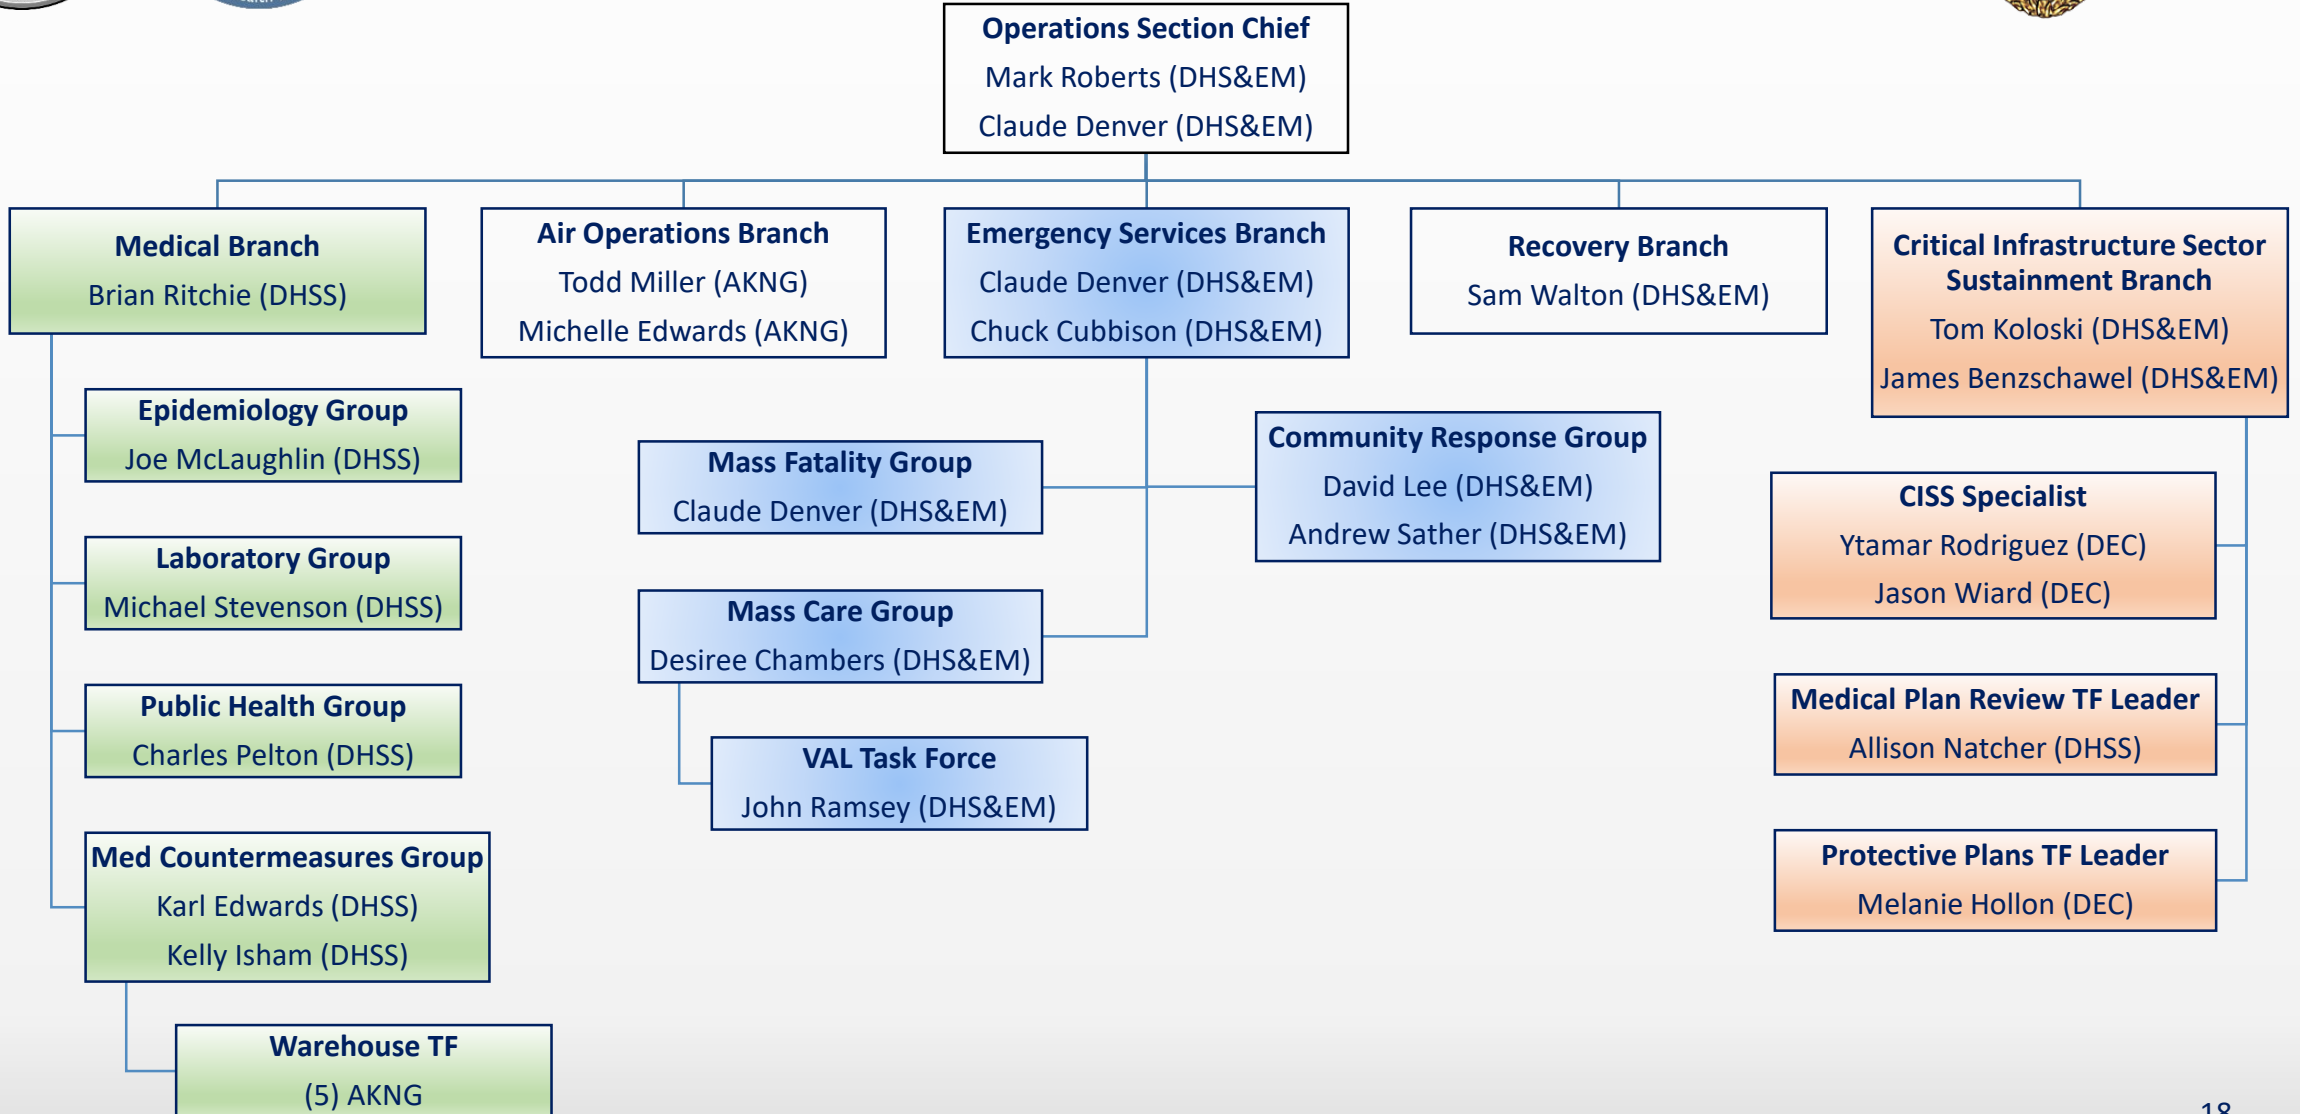 Operations Section Chief
Mark Roberts (DHS&EM)
Claude Denver (DHS&EM)
Medical Branch
Brian Ritchie (DHSS)
Air Operations Branch
Todd Miller (AKNG)
Michelle Edwards (AKNG)
Emergency Services Branch
Claude Denver (DHS&EM)
Chuck Cubbison (DHS&EM)
Recovery Branch
Sam Walton (DHS&EM)
Critical Infrastructure Sector
Sustainment Branch
Tom Koloski (DHS&EM)
James Benzschawel (DHS&EM)
Epidemiology Group
Joe McLaughlin (DHSS)
Laboratory Group
Michael Stevenson (DHSS)
Public Health Group
Charles Pelton (DHSS)
Med Countermeasures Group
Karl Edwards (DHSS)
Kelly Isham (DHSS)
Warehouse TF
(5) AKNG
Mass Fatality Group
Claude Denver (DHS&EM)
Community Response Group
David Lee (DHS&EM)
Andrew Sather (DHS&EM)
Mass Care Group
Desiree Chambers (DHS&EM)
VAL Task Force
John Ramsey (DHS&EM)
CISS Specialist
Ytamar Rodriguez (DEC)
Jason Wiard (DEC)
Medical Plan Review TF Leader
Allison Natcher (DHSS)
Protective Plans TF Leader
Melanie Hollon (DEC)
18